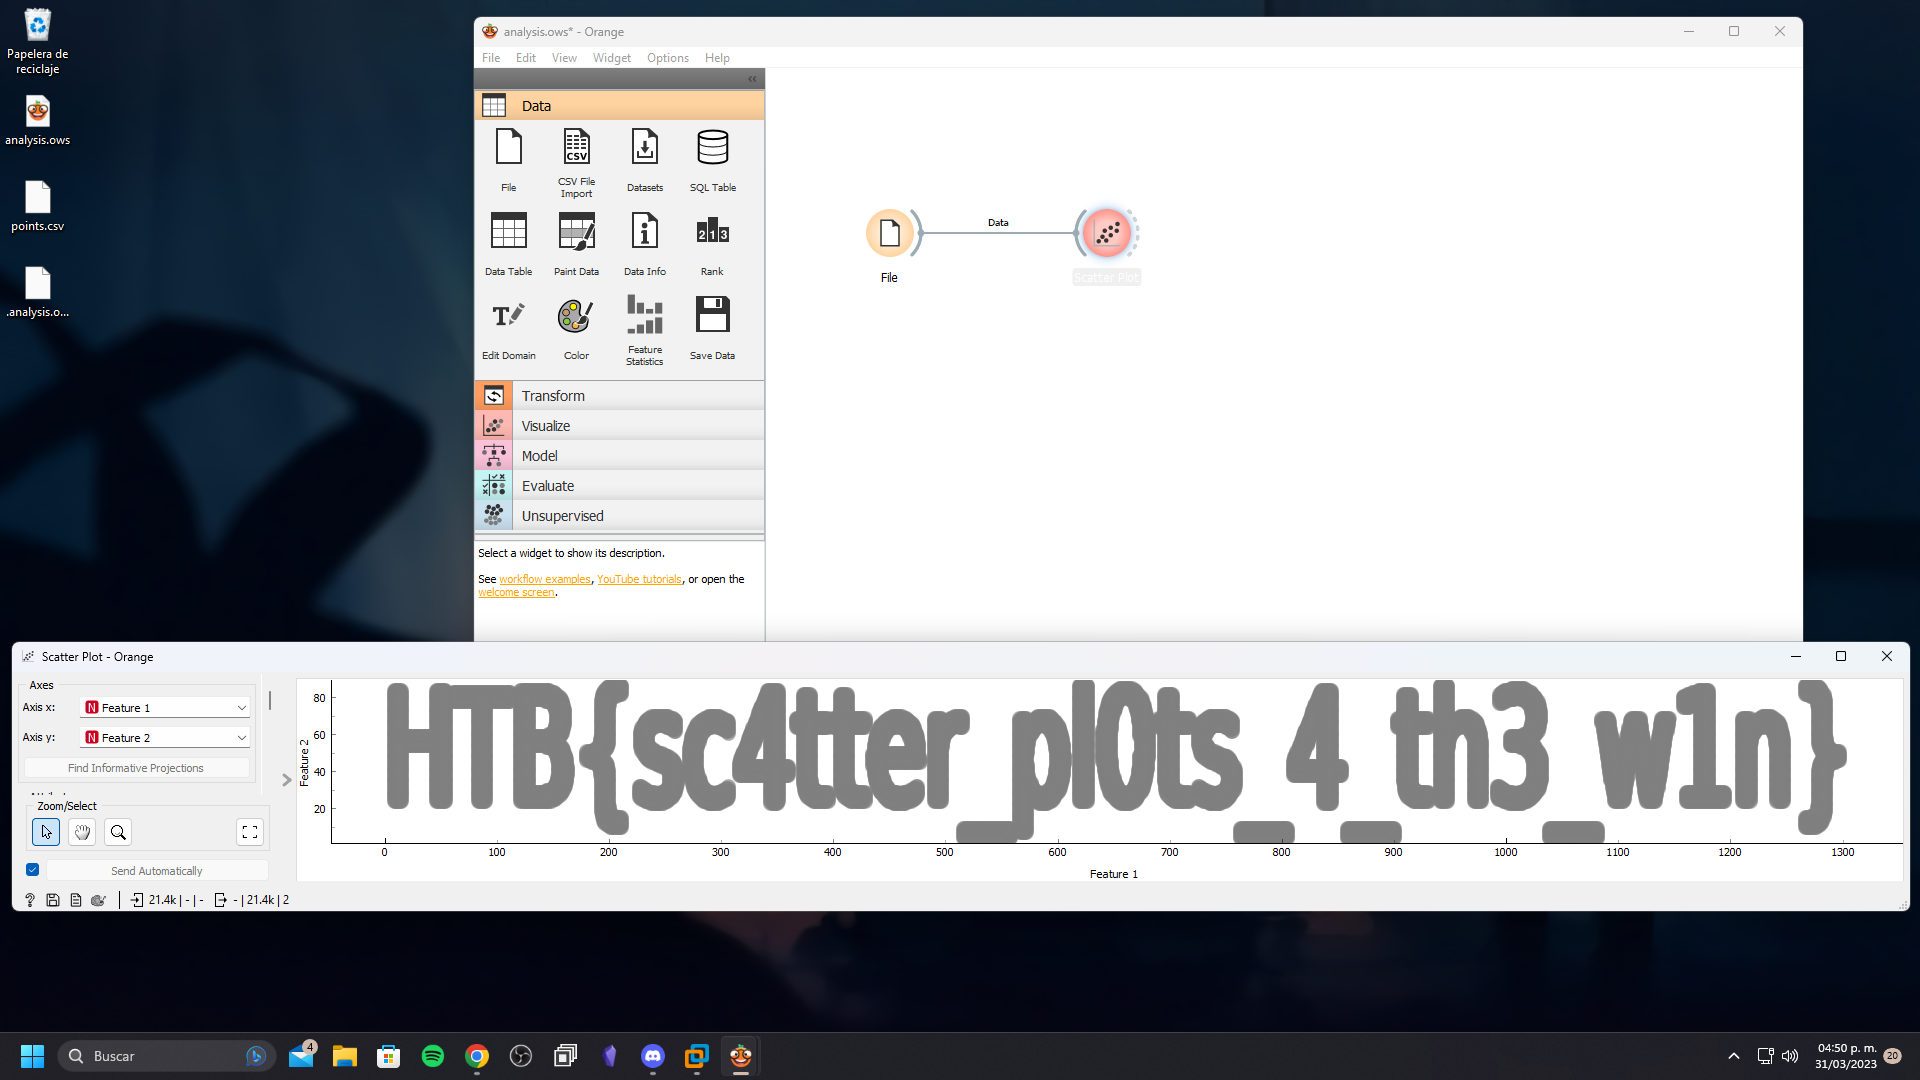 Papelera de
reciclaje
analysis.ows
points.csv
.analysis.o...
analysis.ows* - Orange
File Edit View Widget Options Help
Data
File
CSV File
Import
Datasets
SQL Table
CSV
Data Table
Paint Data
Data Info
Rank
2 1 3
Edit Domain
Color
Feature
Statistics
Save Data
Transform
Visualize
Model
Evaluate
Unsupervised
Select a widget to show its description.
See workflow examples, YouTube tutorials, or open the
welcome screen.
Data
File
Scatter Plot
Scatter Plot - Orange
Axes
Axis x:
N Feature 1
Axis y:
N Feature 2
Find Informative Projections
Zoom/Select
Send Automatically
21.4k | - | -
- | 21.4k | 2
HTB{sc4tter_pl0ts_4_th3_w1n}
Feature 2
80
60
40
20
0 100 200 300 400 500 600 700 800 900 1000 1100 1200 1300
Feature 1
Buscar
4
04:50 p. m.
31/03/2023
20